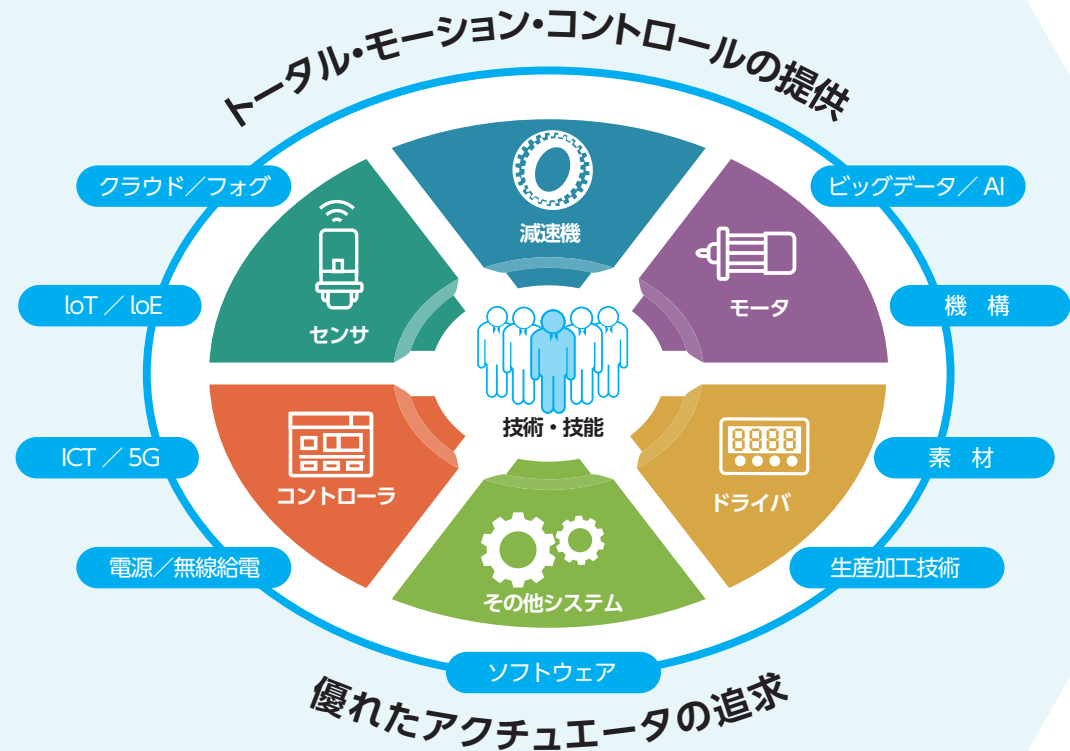 トータル・モーション・コントロールの提供
クラウド／フォグ
ビッグデータ／AI
減速機
センサ
モータ
IoT／IoE
機　構
技術・技能
ICT／5G
素　材
コントローラ
ドライバ
8888
電源／無線給電
生産加工技術
その他システム
ソフトウェア
優れたアクチュエータの追求